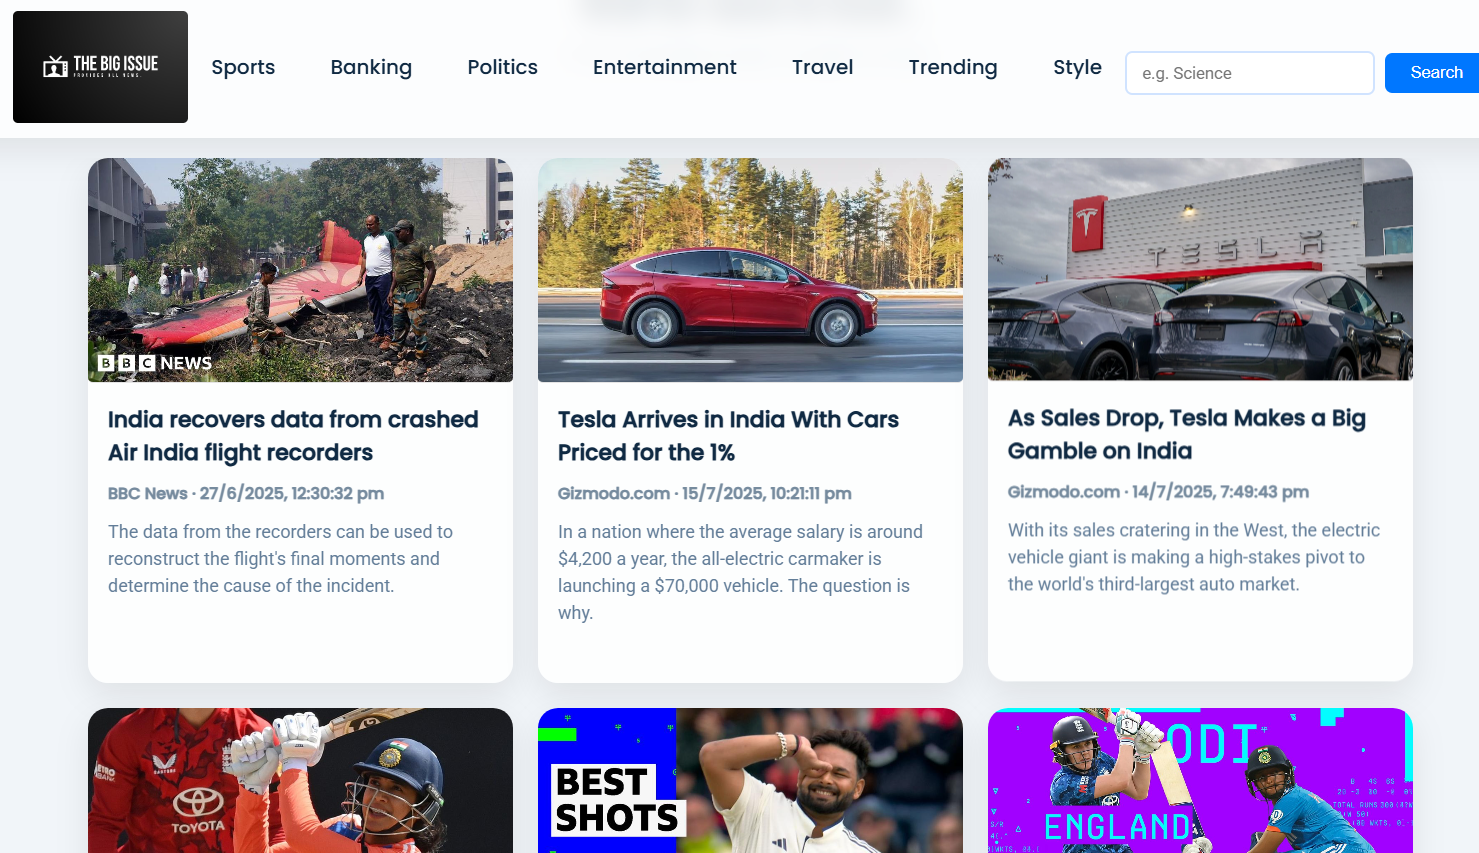 THE BIG ISSUE
PROVIDES ALL NEWS.
Sports
Banking
Politics
Entertainment
Travel
Trending
Style
e.g. Science
Search
BBC NEWS
India recovers data from crashed
Air India flight recorders
BBC News · 27/6/2025, 12:30:32 pm
The data from the recorders can be used to
reconstruct the flight's final moments and
determine the cause of the incident.
Tesla Arrives in India With Cars
Priced for the 1%
Gizmodo.com · 15/7/2025, 10:21:11 pm
In a nation where the average salary is around
$4,200 a year, the all-electric carmaker is
launching a $70,000 vehicle. The question is
why.
TESLA
As Sales Drop, Tesla Makes a Big
Gamble on India
Gizmodo.com · 14/7/2025, 7:49:43 pm
With its sales cratering in the West, the electric
vehicle giant is making a high-stakes pivot to
the world's third-largest auto market.
TOYOTA
BEST
SHOTS
ODI
ENGLAND